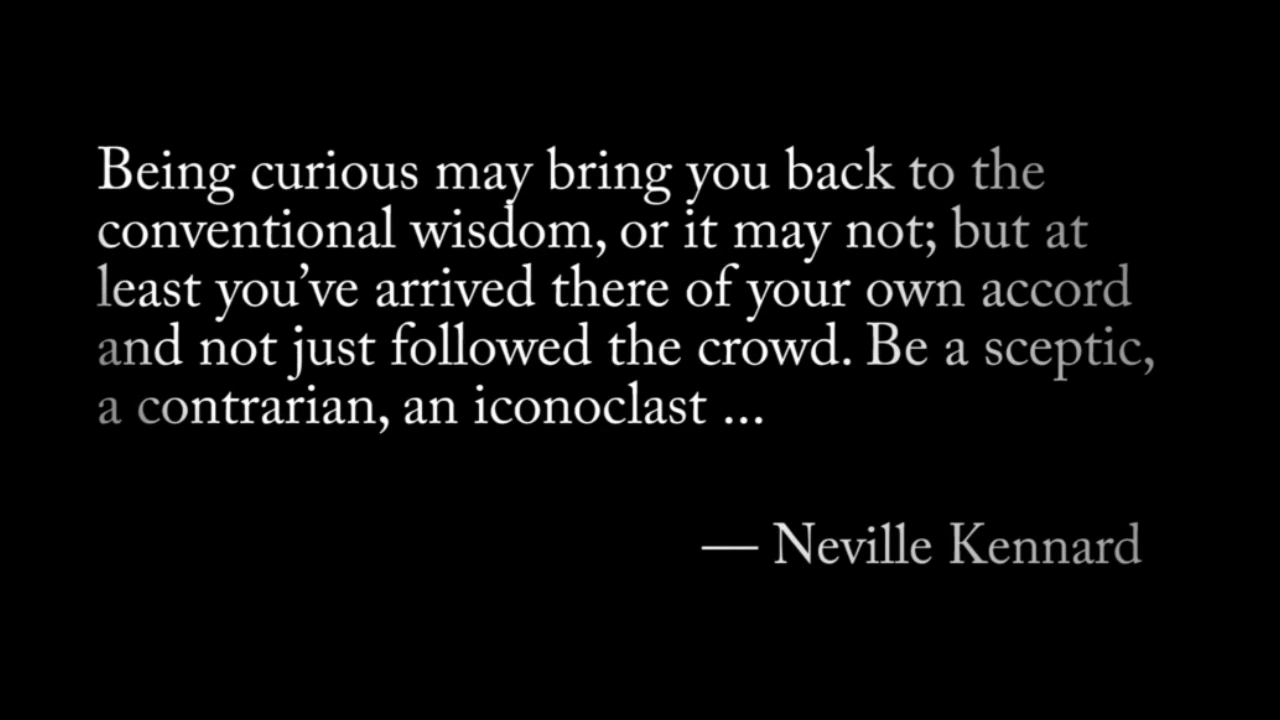 Being curious may bring you back to the
conventional wisdom, or it may not; but at
least you’ve arrived there of your own accord
and not just followed the crowd. Be a sceptic,
a contrarian, an iconoclast ...
— Neville Kennard